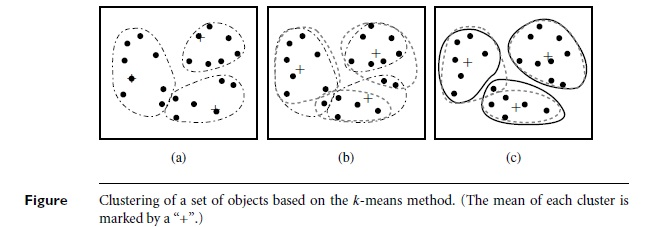 (a)
(b)
(c)
Figure
Clustering of a set of objects based on the k-means method. (The mean of each cluster is
marked by a “+”.)